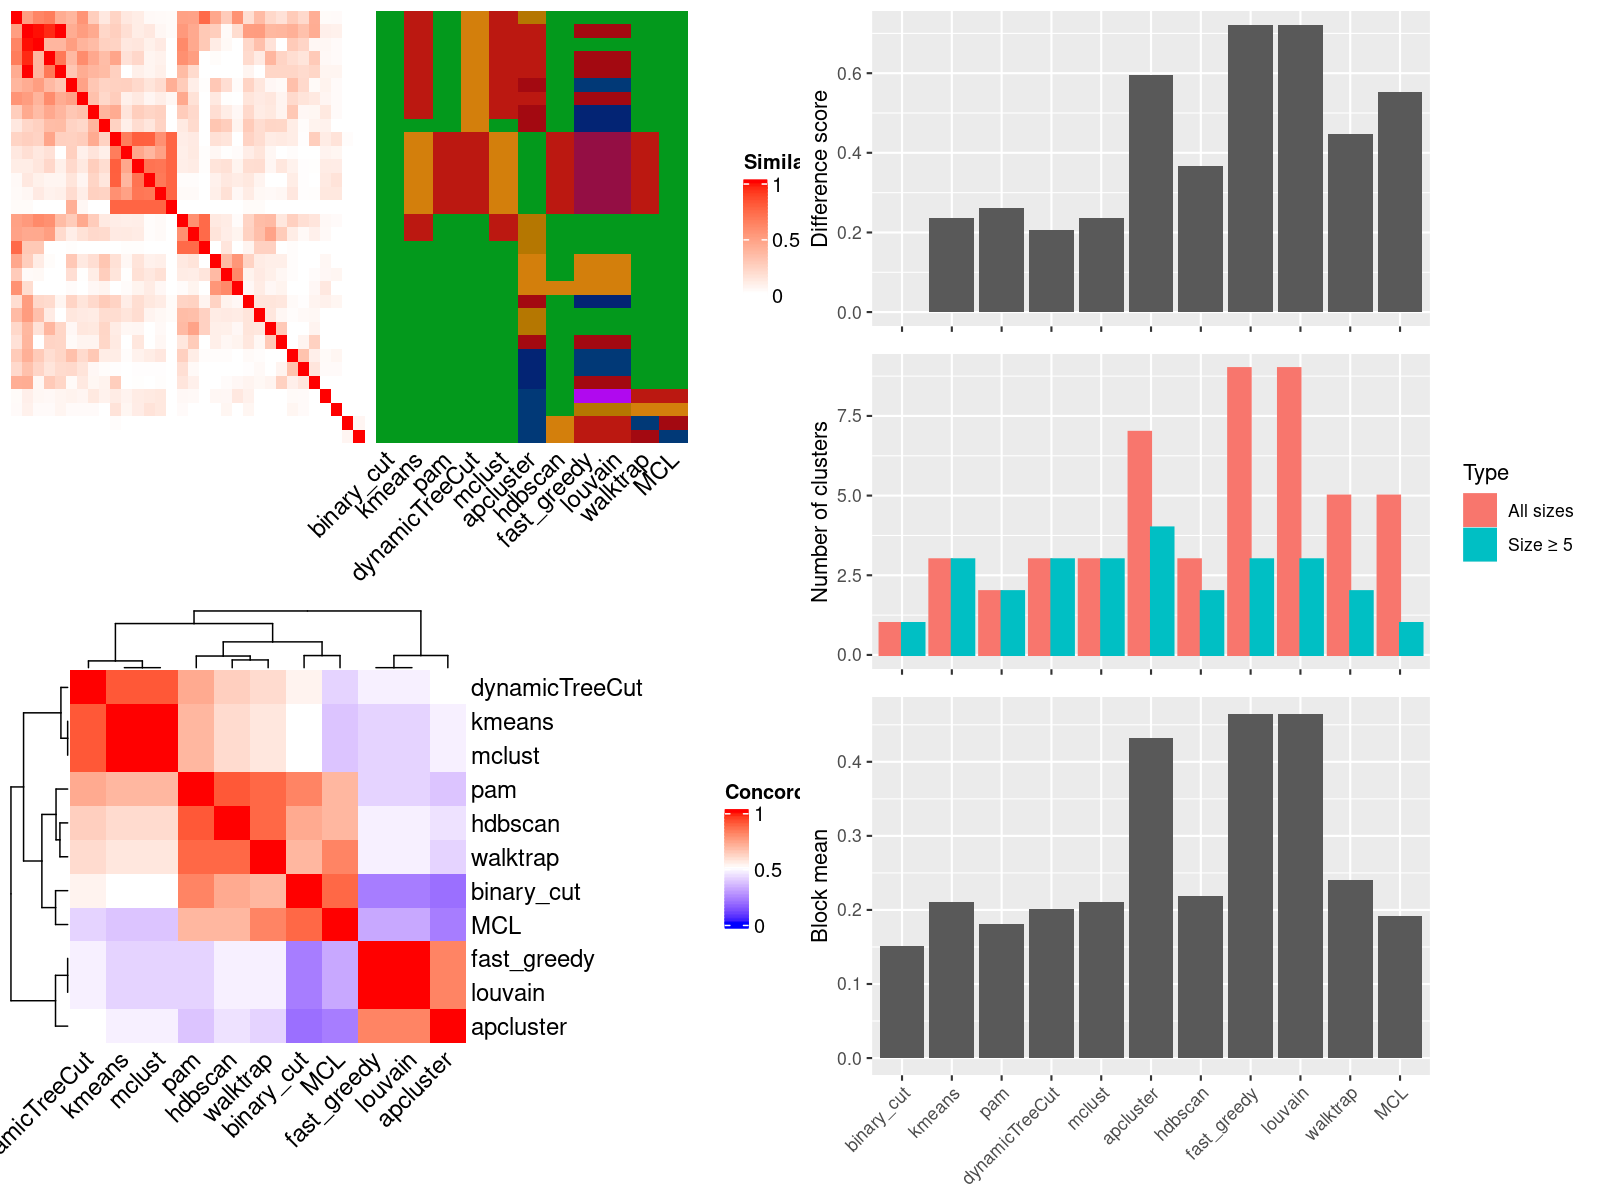 Simila
1
0.5
0
binary_cut
kmeans
pam
dynamicTreeCut
mclust
apcluster
hdbscan
fast_greedy
louvain
walktrap
MCL
dynamicTreeCut
kmeans
mclust
pam
hdbscan
walktrap
binary_cut
MCL
fast_greedy
louvain
apcluster
Concord
1
0.5
0
amicTreeCut
kmeans
mclust
pam
hdbscan
walktrap
binary_cut
MCL
fast_greedy
louvain
apcluster
Difference score
0.6
0.4
0.2
0.0
Number of clusters
7.5
5.0
2.5
0.0
Type
All sizes
Size ≥ 5
Block mean
0.4
0.3
0.2
0.1
0.0
binary_cut
kmeans
pam
dynamicTreeCut
mclust
apcluster
hdbscan
fast_greedy
louvain
walktrap
MCL